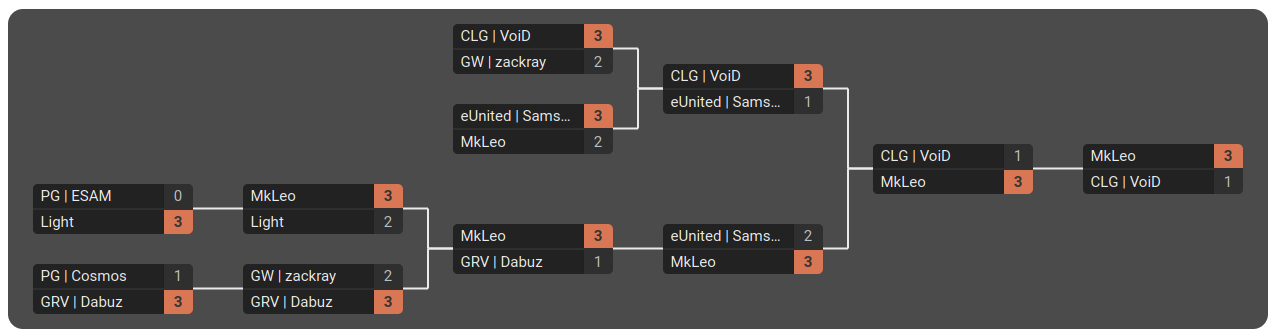 CLG | VoiD 3
GW | zackray 2
CLG | VoiD 3
eUnited | Sams... 1
eUnited | Sams... 3
MkLeo 2
CLG | VoiD 1
MkLeo 3
MkLeo 3
CLG | VoiD 1
PG | ESAM 0
Light 3
MkLeo 3
Light 2
MkLeo 3
GRV | Dabuz 1
eUnited | Sams... 2
MkLeo 3
PG | Cosmos 1
GRV | Dabuz 3
GW | zackray 2
GRV | Dabuz 3